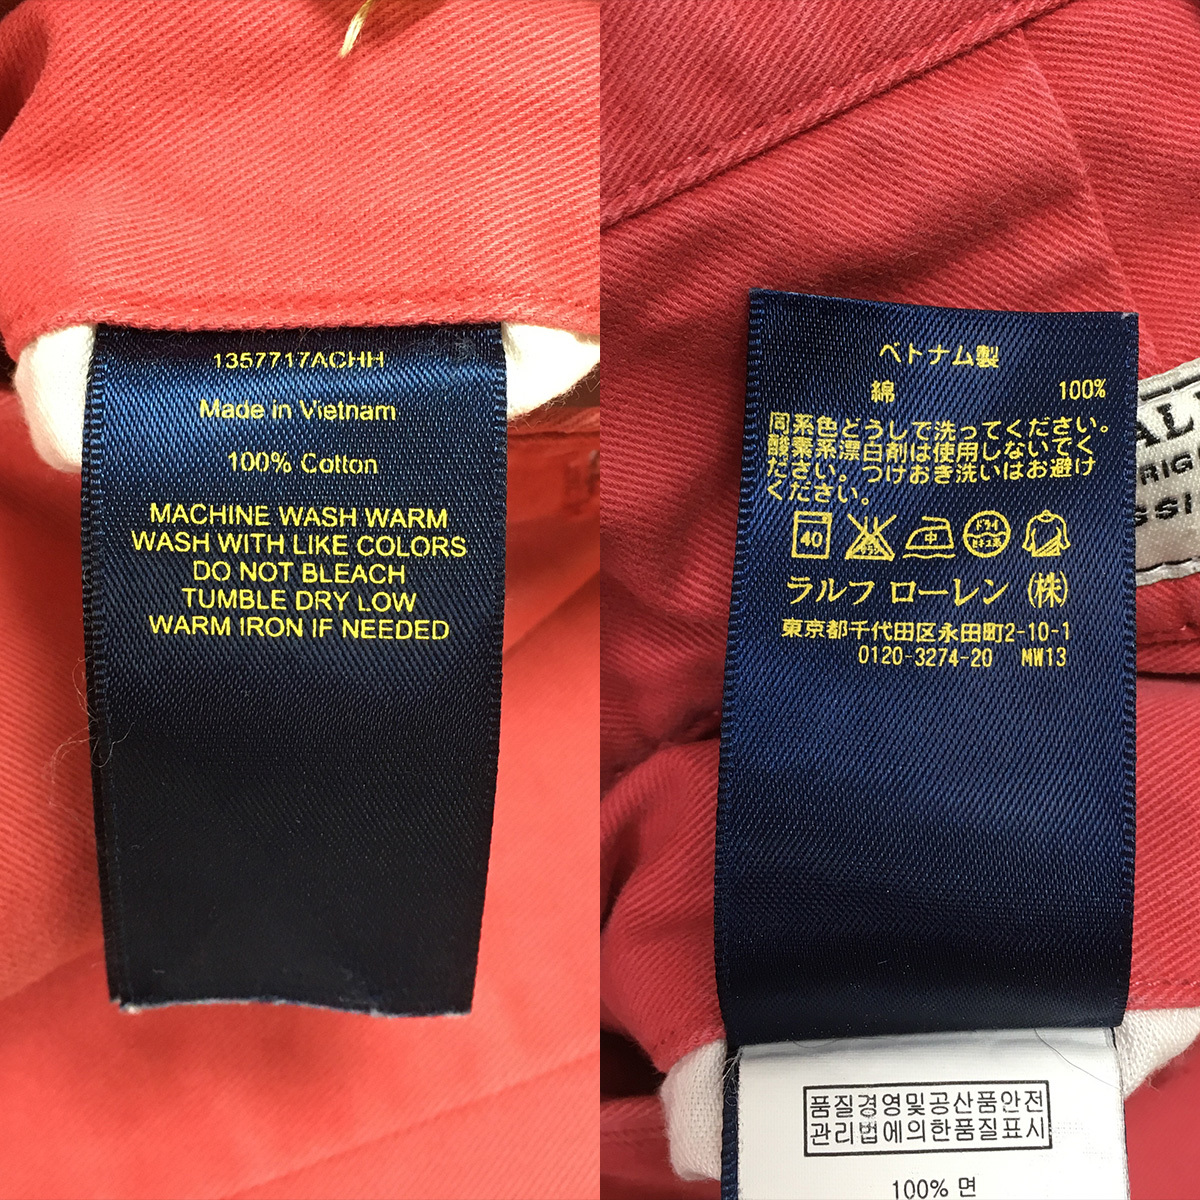 1357717ACHH
Made in Vietnam
100% Cotton
MACHINE WASH WARM
WASH WITH LIKE COLORS
DO NOT BLEACH
TUMBLE DRY LOW
WARM IRON IF NEEDED
ベトナム製
綿 100%
同系色どうしで洗ってください。
酸素系漂白剤は使用しないでく
ださい。つけおき洗いはお避け
ください。
40
中
ドライ
ラルフ ローレン (株)
東京都千代田区永田町2-10-1
0120-3274-20 MW13
품질경영및공산품안전
관리법에의한품질표시
100% 면